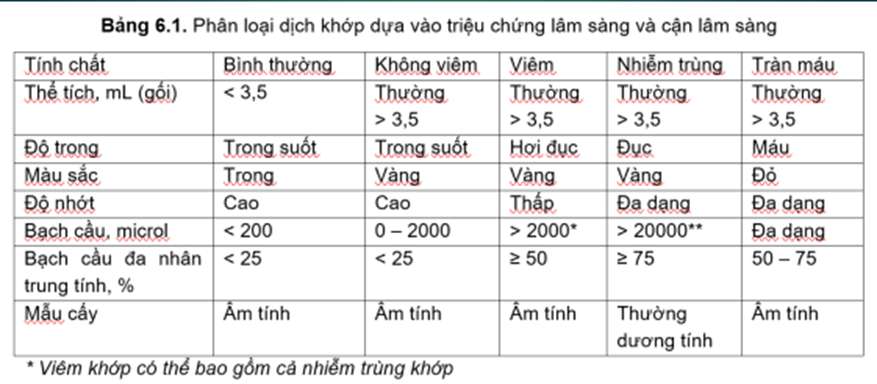 Bảng 6.1. Phân loại dịch khớp dựa vào triệu chứng lâm sàng và cận lâm sàng
Tính chất Bình thường Không viêm Viêm Nhiễm trùng Tràn máu
Thể tích, mL (gối) < 3,5 Thường Thường Thường Thường
> 3,5 > 3,5 > 3,5 > 3,5
Độ trong Trong suốt Trong suốt Hơi đục Đục Máu
Màu sắc Trong Vàng Vàng Vàng Đỏ
Độ nhớt Cao Cao Thấp Đa dạng Đa dạng
Bạch cầu, microl < 200 0 – 2000 > 2000* > 20000** Đa dạng
Bạch cầu đa nhân < 25 < 25 ≥ 50 ≥ 75 50 – 75
trung tính, %
Mẫu cấy Âm tính Âm tính Âm tính Thường Âm tính
dương tính
* Viêm khớp có thể bao gồm cả nhiễm trùng khớp